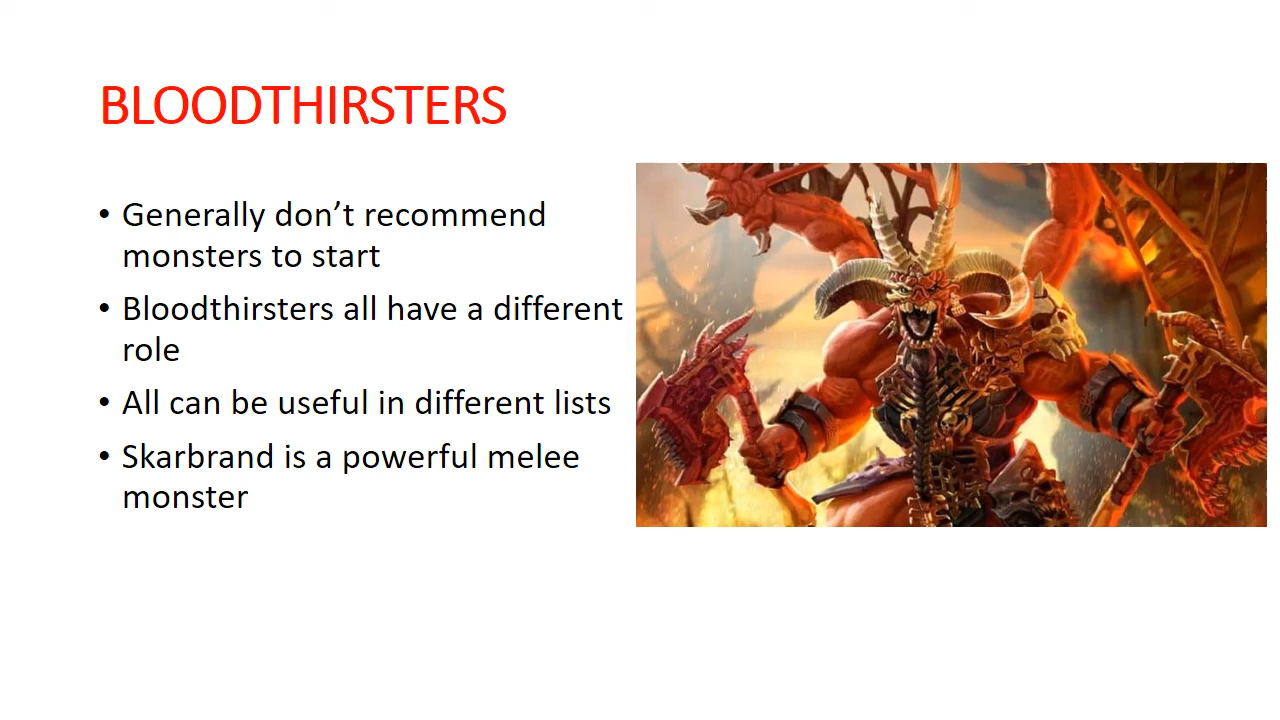 BLOODTHIRSTERS
• Generally don’t recommend
monsters to start
• Bloodthirsters all have a different
role
• All can be useful in different lists
• Skarbrand is a powerful melee
monster